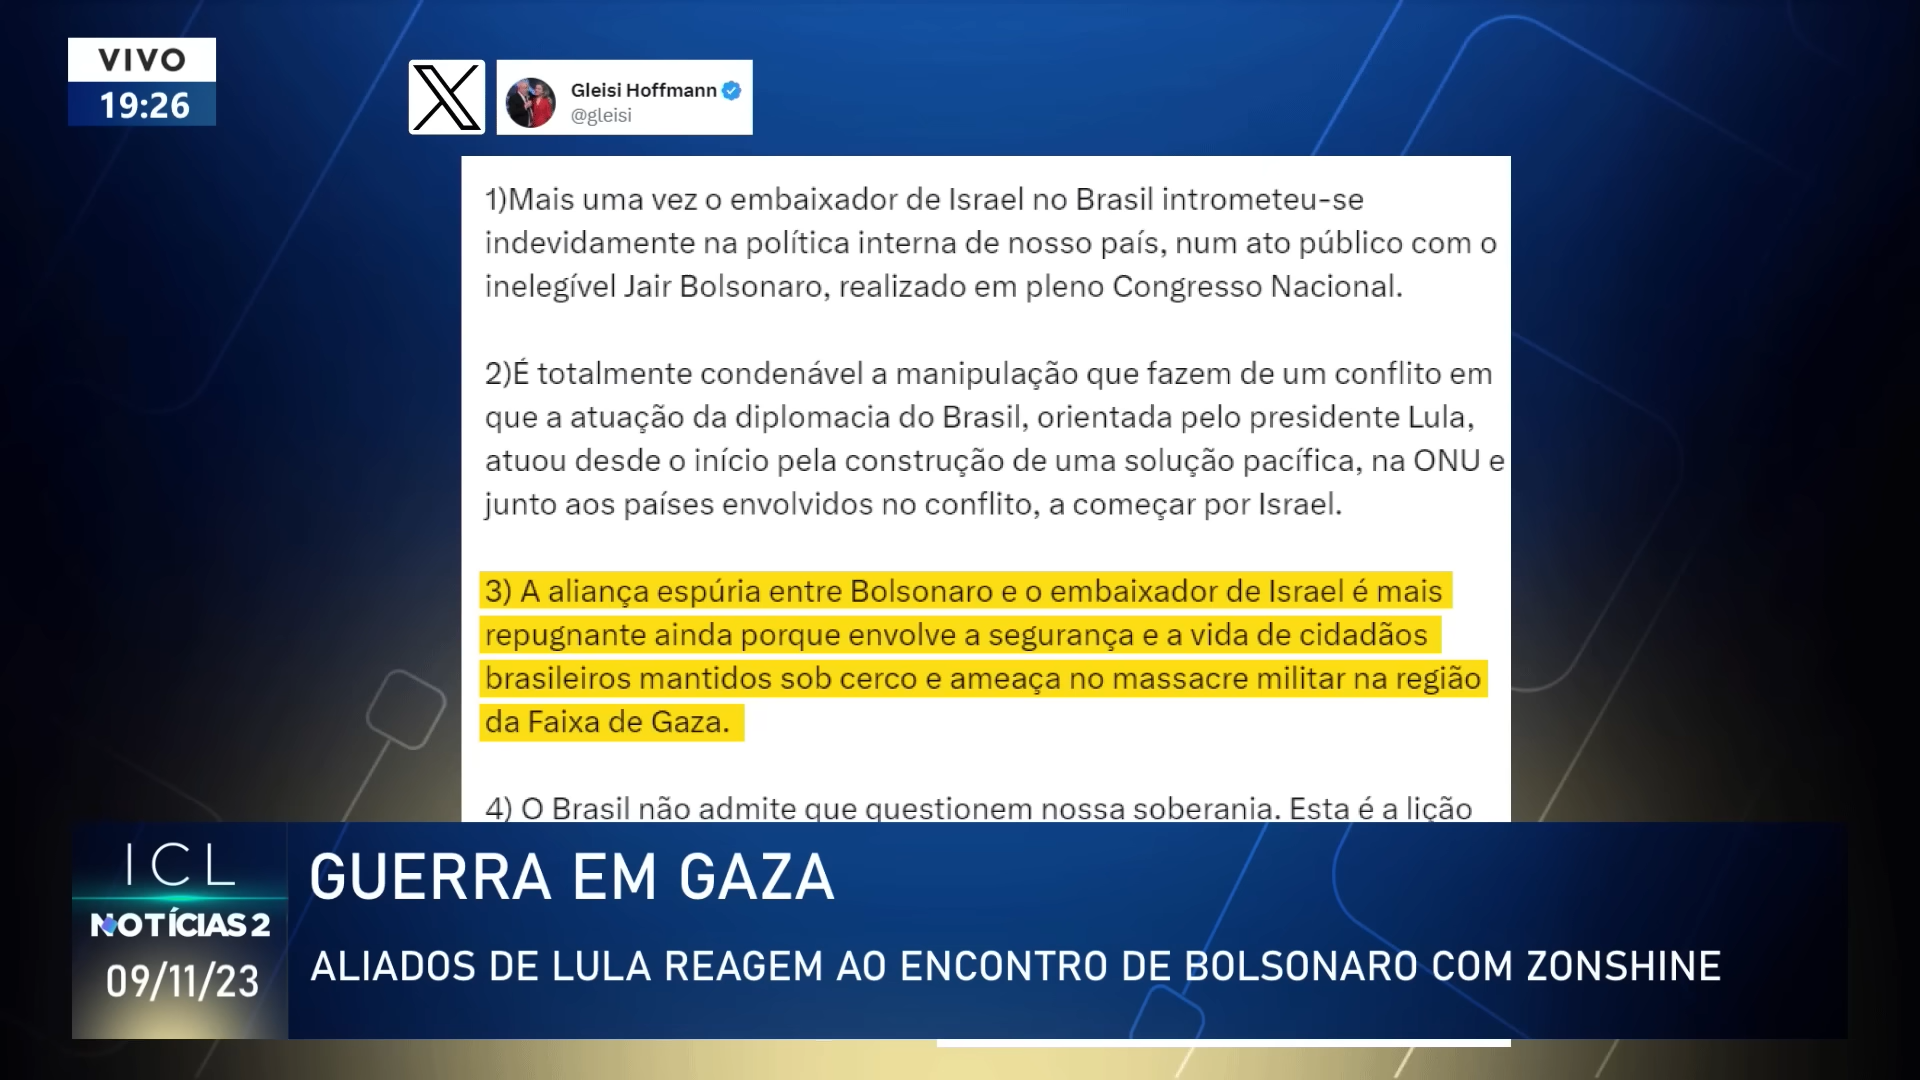 VIVO
19:26
Gleisi Hoffmann
@gleisi
1)Mais uma vez o embaixador de Israel no Brasil intrometeu-se
indevidamente na política interna de nosso país, num ato público com o
inelegível Jair Bolsonaro, realizado em pleno Congresso Nacional.
2)É totalmente condenável a manipulação que fazem de um conflito em
que a atuação da diplomacia do Brasil, orientada pelo presidente Lula,
atuou desde o início pela construção de uma solução pacífica, na ONU e
junto aos países envolvidos no conflito, a começar por Israel.
3) A aliança espúria entre Bolsonaro e o embaixador de Israel é mais
repugnante ainda porque envolve a segurança e a vida de cidadãos
brasileiros mantidos sob cerco e ameaça no massacre militar na região
da Faixa de Gaza.
4) O Brasil não admite que questionem nossa soberania. Esta é a lição
ICL
NOTÍCIAS 2
09/11/23
GUERRA EM GAZA
ALIADOS DE LULA REAGEM AO ENCONTRO DE BOLSONARO COM ZONSHINE